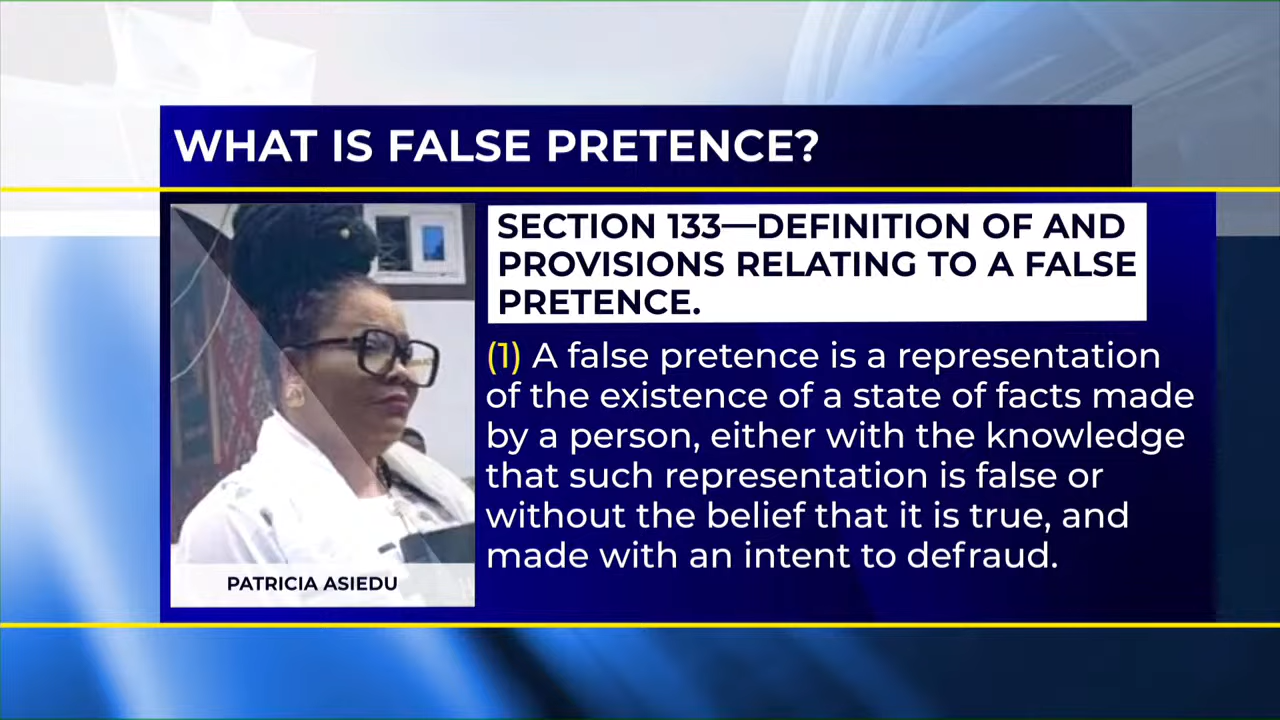 WHAT IS FALSE PRETENCE?
SECTION 133—DEFINITION OF AND
PROVISIONS RELATING TO A FALSE
PRETENCE.
(1) A false pretence is a representation
of the existence of a state of facts made
by a person, either with the knowledge
that such representation is false or
without the belief that it is true, and
made with an intent to defraud.
PATRICIA ASIEDU